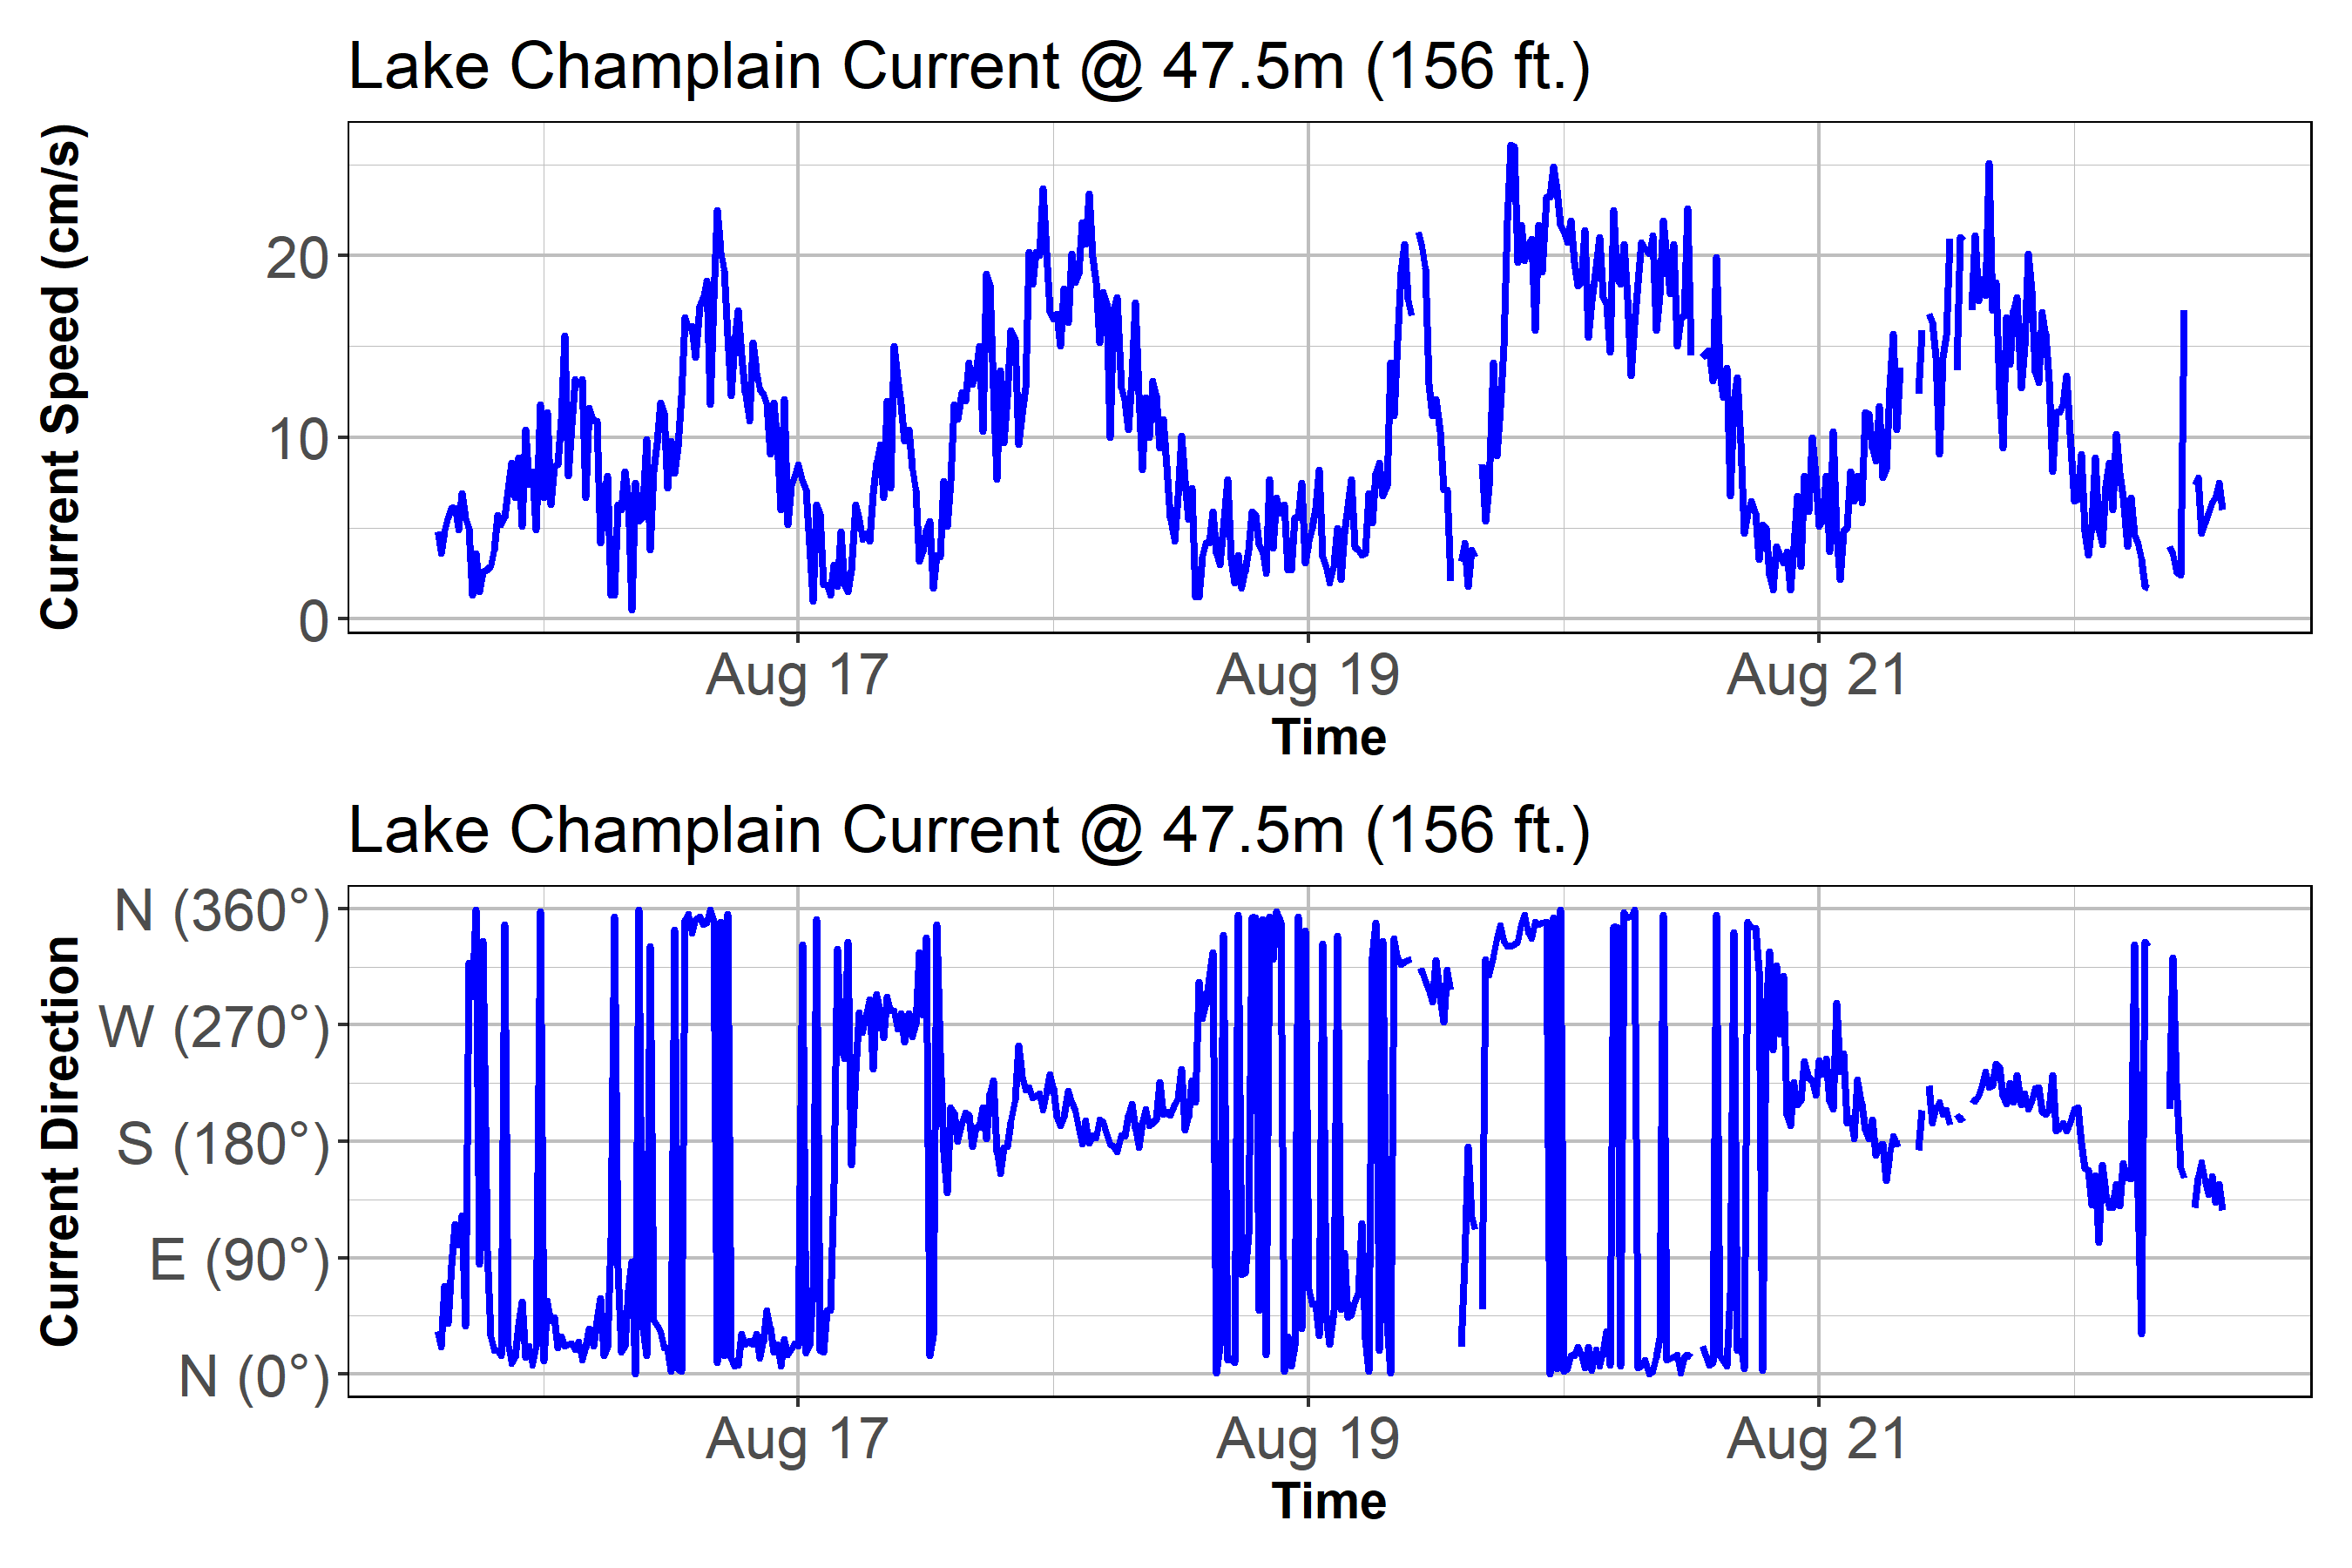 Lake Champlain Current @ 47.5m (156 ft.)
Current Speed (cm/s)
20
10
0
Aug 17
Aug 19
Aug 21
Time
Lake Champlain Current @ 47.5m (156 ft.)
Current Direction
N (360°)
W (270°)
S (180°)
E (90°)
N (0°)
Aug 17
Aug 19
Aug 21
Time